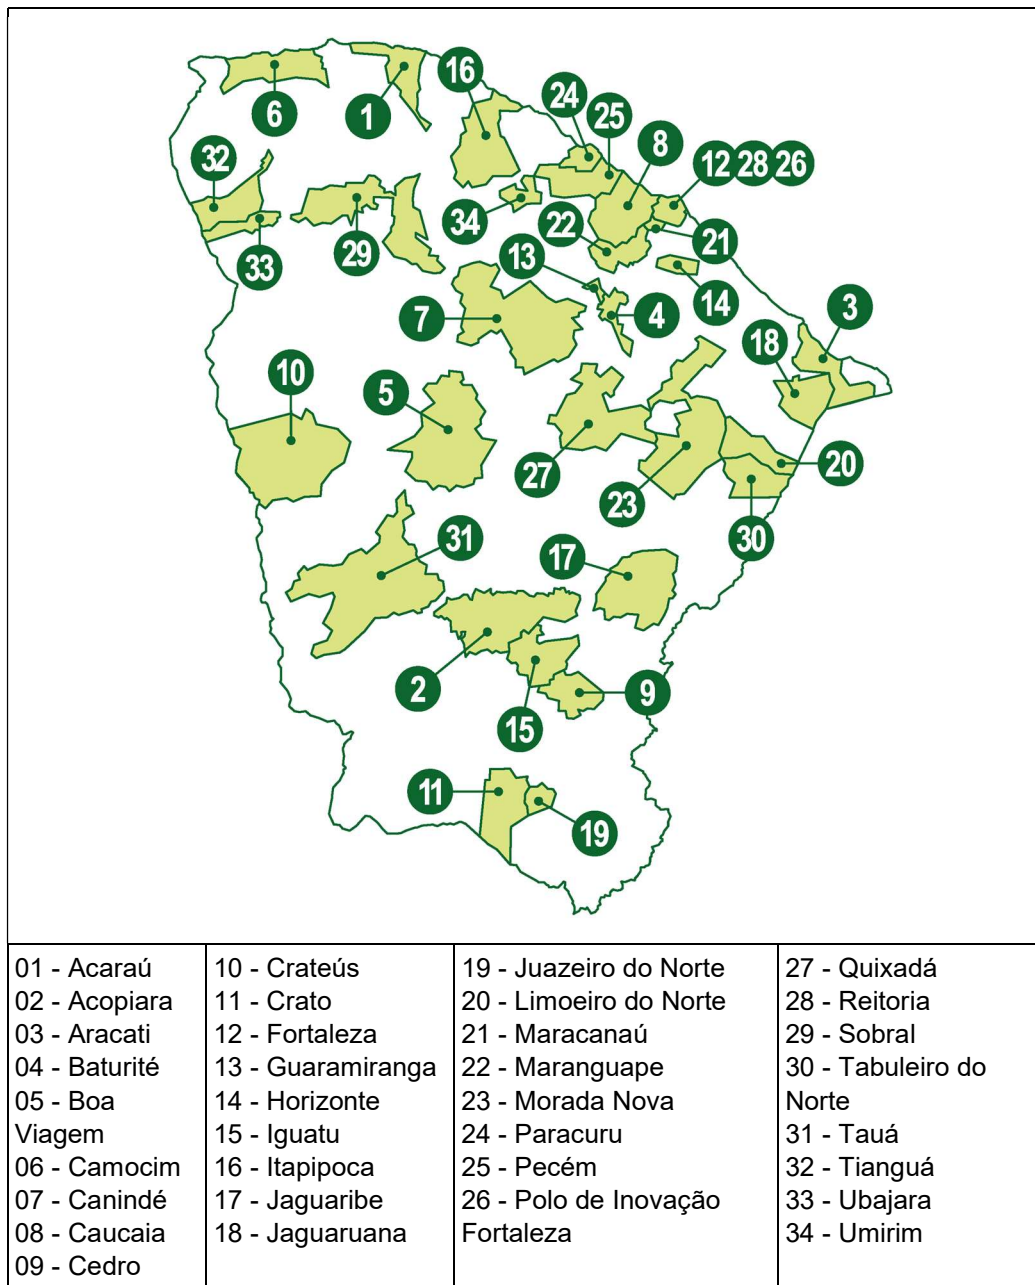 16
24
25
6
1
8
12 28 26
32
34
22
21
29
33
13
14
7
4
3
18
10
5
27
20
23
30
31
17
2
9
15
11
19
01 - Acaraú
02 - Acopiara
03 - Aracati
04 - Baturité
05 - Boa
Viagem
06 - Camocim
07 - Canindé
08 - Caucaia
09 - Cedro
10 - Crateús
11 - Crato
12 - Fortaleza
13 - Guaramiranga
14 - Horizonte
15 - Iguatu
16 - Itapipoca
17 - Jaguaribe
18 - Jaguaruana
19 - Juazeiro do Norte
20 - Limoeiro do Norte
21 - Maracanaú
22 - Maranguape
23 - Morada Nova
24 - Paracuru
25 - Pecém
26 - Polo de Inovação
Fortaleza
27 - Quixadá
28 - Reitoria
29 - Sobral
30 - Tabuleiro do
Norte
31 - Tauá
32 - Tianguá
33 - Ubajara
34 - Umirim